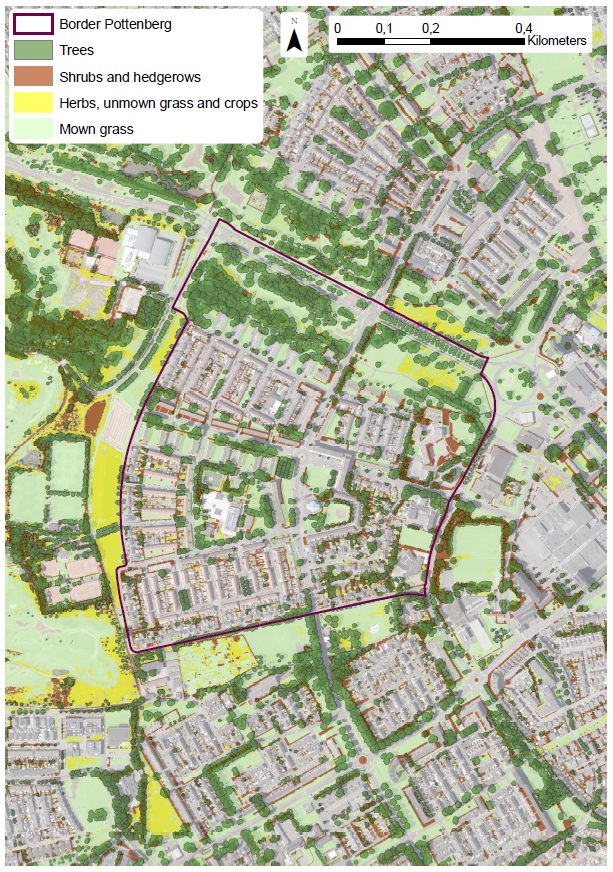 Border Pottenberg
Trees
Shrubs and hedgerows
Herbs, unmown grass and crops
Mown grass
N
0 0,1 0,2 0,4
Kilometers